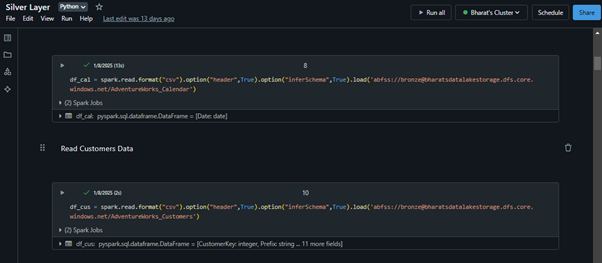 Silver Layer Python
File Edit View Run Help Last edit was 13 days ago
Run all Bharat's Cluster Schedule Share
1/8/2025 (13s) 8
df_cal = spark.read.format("csv").option("header",True).option("inferSchema",True).load('abfss://bronze@bharatsdatalakestorage.dfs.core.
windows.net/AdventureWorks_Calendar')
(2) Spark Jobs
df_cal: pyspark.sql.dataframe.DataFrame = [Date: date]
Read Customers Data
1/8/2025 (2s) 10
df_cus = spark.read.format("csv").option("header",True).option("inferSchema",True).load('abfss://bronze@bharatsdatalakestorage.dfs.core.
windows.net/AdventureWorks_Customers')
(2) Spark Jobs
df_cus: pyspark.sql.dataframe.DataFrame = [CustomerKey: integer, Prefix: string ... 11 more fields]